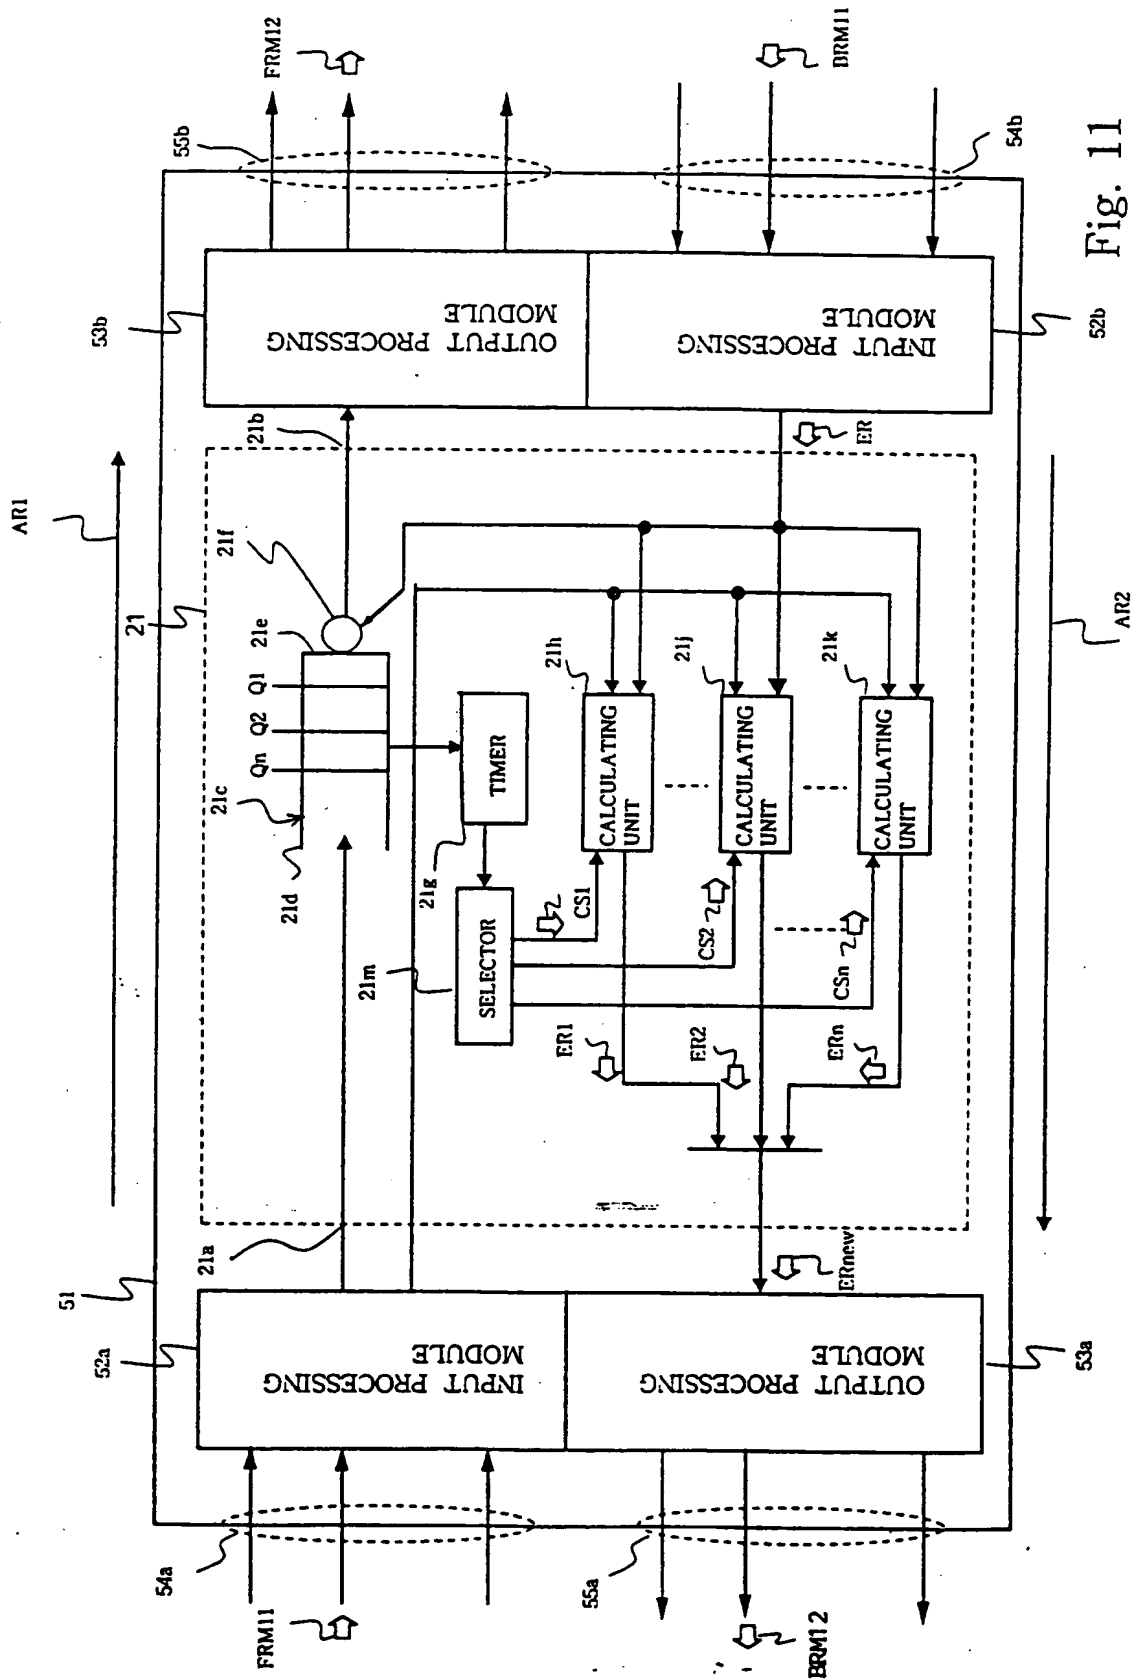 AR1
FRM12
55b
BRM11
54b
Fig. 11
51
21
53b
OUTPUT PROCESSING
MODULE
52b
INPUT PROCESSING
MODULE
21b
21f
21e
Q1
Q2
Qn
21c
21d
ER
TIMER
21g
SELECTOR
21m
21h
CALCULATING
UNIT
21j
CALCULATING
UNIT
21k
CALCULATING
UNIT
CS1
CS2
CSn
ER1
ER2
ERn
21a
ERnew
52a
INPUT PROCESSING
MODULE
53a
OUTPUT PROCESSING
MODULE
54a
FRM11
55a
BRM12
AR2